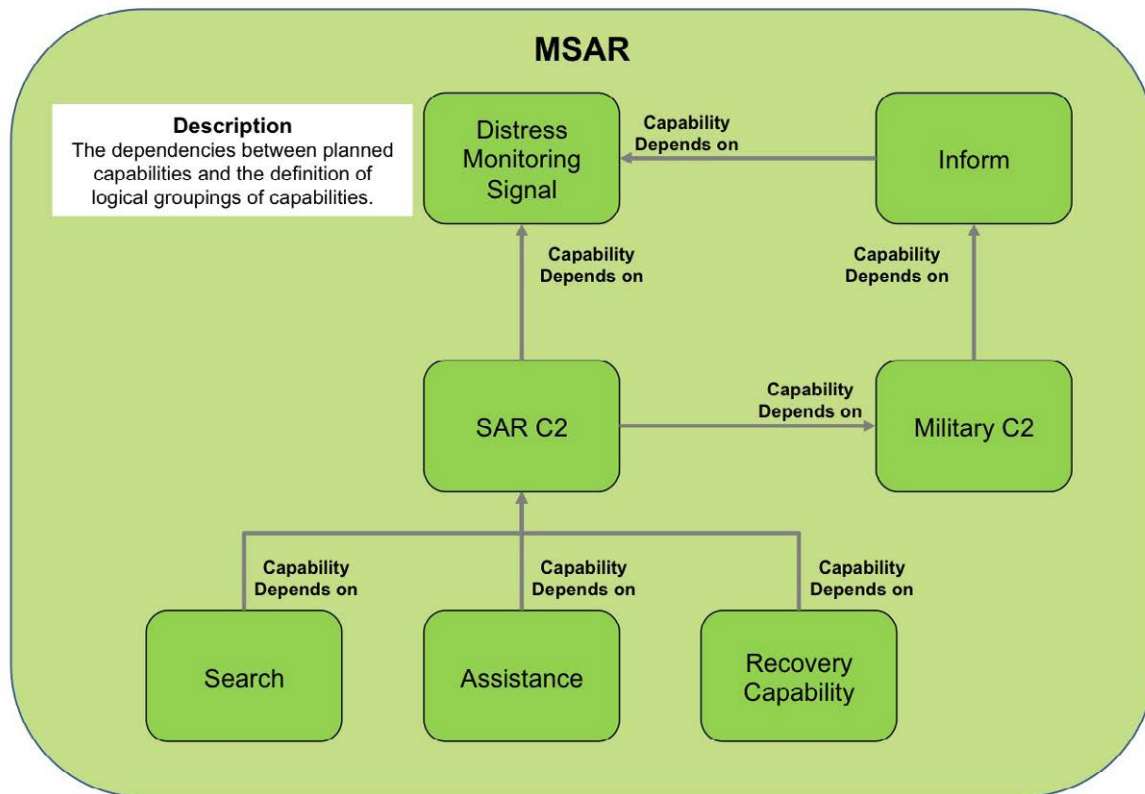 MSAR
Description
The dependencies between planned
capabilities and the definition of
logical groupings of capabilities.
Distress
Monitoring
Signal
Capability
Depends on
Inform
Capability
Depends on
Capability
Depends on
SAR C2
Capability
Depends on
Military C2
Capability
Depends on
Capability
Depends on
Capability
Depends on
Search
Assistance
Recovery
Capability